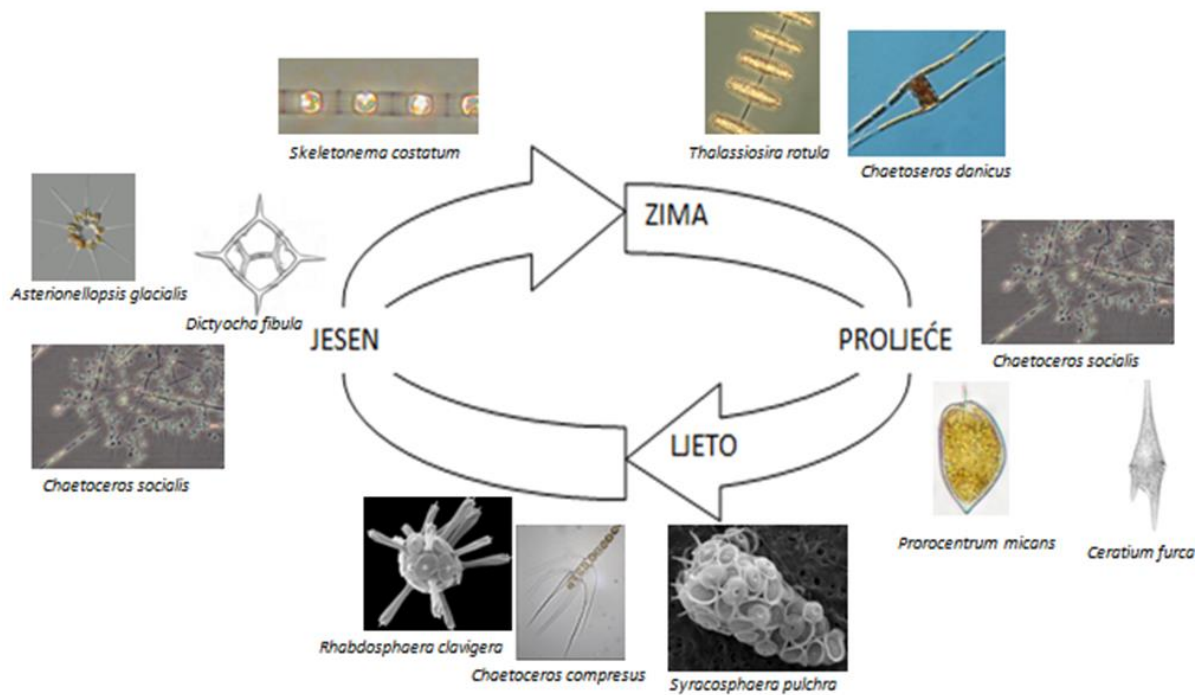 Skeletonema costatum
Thalassiosira rotula
Chaetoseros danicus
ZIMA
Asterionellopsis glacialis
Dictyocha fibula
JESEN
PROLJEĆE
Chaetoceros socialis
Chaetoceros socialis
LJETO
Prorocentrum micans
Ceratium furca
Rhabdosphaera clavigera
Chaetoceros compresus
Syracosphaera pulchra